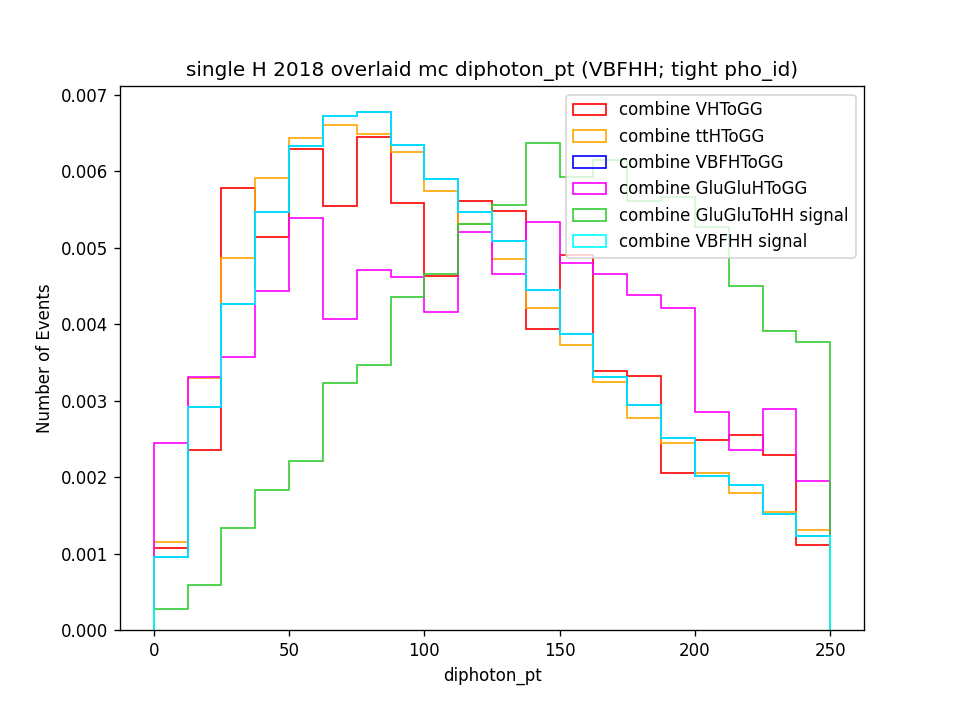 single H 2018 overlaid mc diphoton_pt (VBFHH; tight pho_id)
combine VHToGG
combine ttHToGG
combine VBFHToGG
combine GluGluHToGG
combine GluGluToHH signal
combine VBFHH signal
0.007
0.006
0.005
0.004
0.003
0.002
0.001
0.000
Number of Events
0 50 100 150 200 250
diphoton_pt